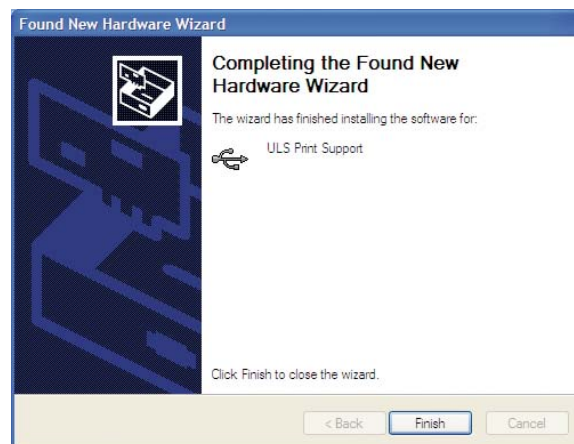 Found New Hardware Wizard
Completing the Found New
Hardware Wizard
The wizard has finished installing the software for:
ULS Print Support
Click Finish to close the wizard.
< Back
Finish
Cancel